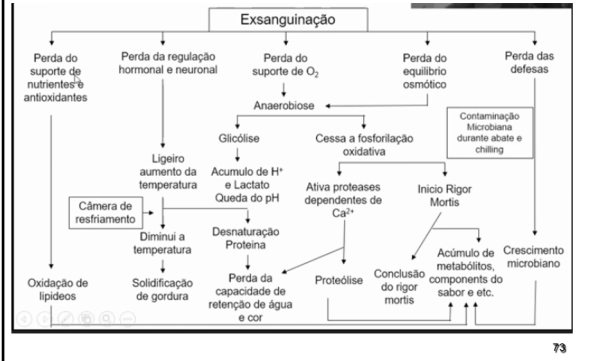 Exsanguinação
Perda do
suporte de
nutrientes e
antioxidantes
Perda da regulação
hormonal e neuronal
Perda do
suporte de O₂
Perda do
equilibrio
osmótico
Perda das
defesas
Anaerobiose
Contaminação
Microbiana
durante abate e
chilling
Glicólise
Cessa a fosforilação
oxidativa
Ligeiro
aumento da
temperatura
Acumulo de H⁺
e Lactato
Queda do pH
Ativa proteases
dependentes de
Ca²⁺
Inicio Rigor
Mortis
Câmera de
resfriamento
Diminui a
temperatura
Desnaturação
Proteina
Oxidação de
lipídeos
Solidificação
de gordura
Perda da
capacidade de
retenção de água
e cor
Proteólise
Conclusão
do rigor
mortis
Acúmulo de
metabólitos,
componentes do
sabor e etc.
Crescimento
microbiano
73